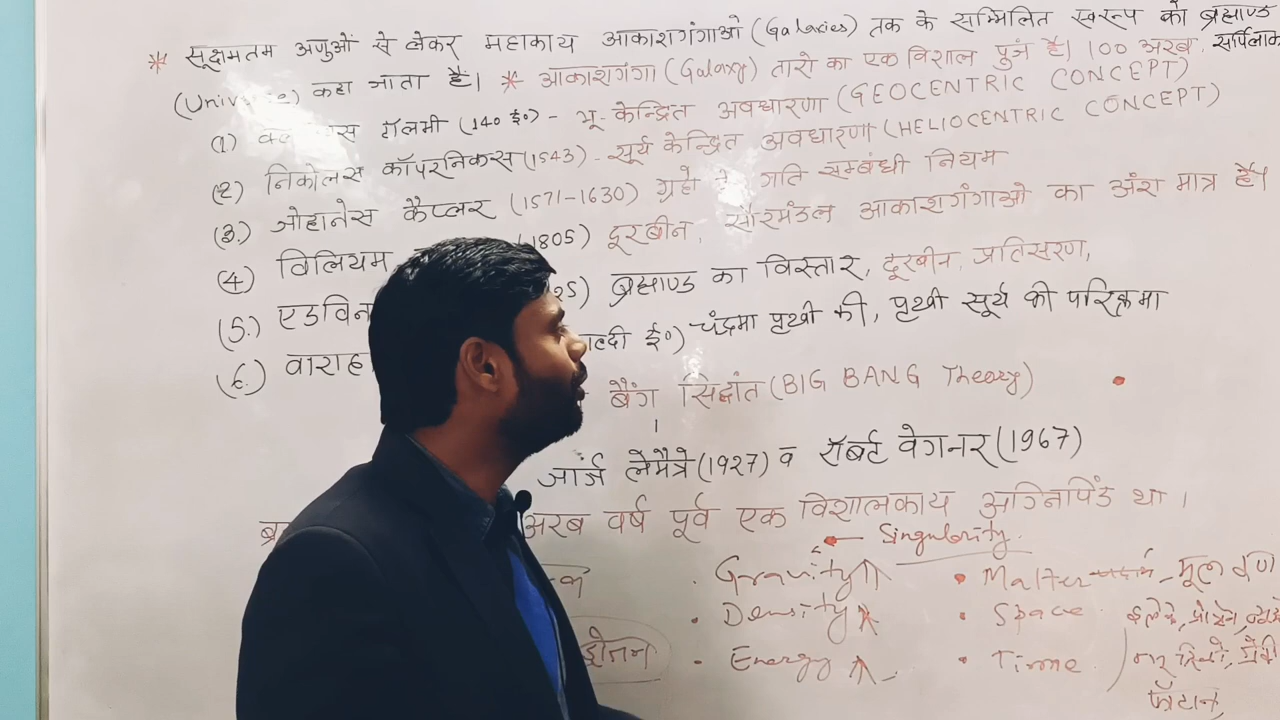 * सूक्ष्मतम अणुओं से लेकर महाकाय आकाशगंगाओ (Galaxies) तक के सम्मिलित स्वरूप को ब्रह्माण्ड
(Universe) कहा जाता है। * आकाशगंगा (Galaxy) तारो का एक विशाल पुंज है। 100 अरब,
(1) टॉलमी (140 ई०) - भू-केन्द्रित अवधारणा (GEOCENTRIC CONCEPT)
(2) निकोलस कॉपरनिकस (1543) - सूर्य केन्द्रित अवधारणा (HELIOCENTRIC CONCEPT)
(3.) जोहानेस कैप्लर (1571-1630) ग्रहो गति सम्बंधी नियम
(4) विलियम 1805) दूरबीन, सौरमंडल आकाशगंगाओ का अंश मात्र है।
(5.) एडविन ब्रह्माण्ड का विस्तार, दूरबीन, प्रतिसरण,
(6.) वाराह ई०) चंद्रमा पृथ्वी की, पृथ्वी सूर्य की परिक्रमा
बैंग सिद्वांत (BIG BANG Theory)
जार्ज लेमैत्रे (1927) व रॉबर्ट वेगनर (1967)
अरब वर्ष पूर्व एक विशालकाय अग्निपिंड था।
Singularity.
. Gravity • Matter पदार्थ - मूल
. Density • Space
• Energy • Time
फोटान,